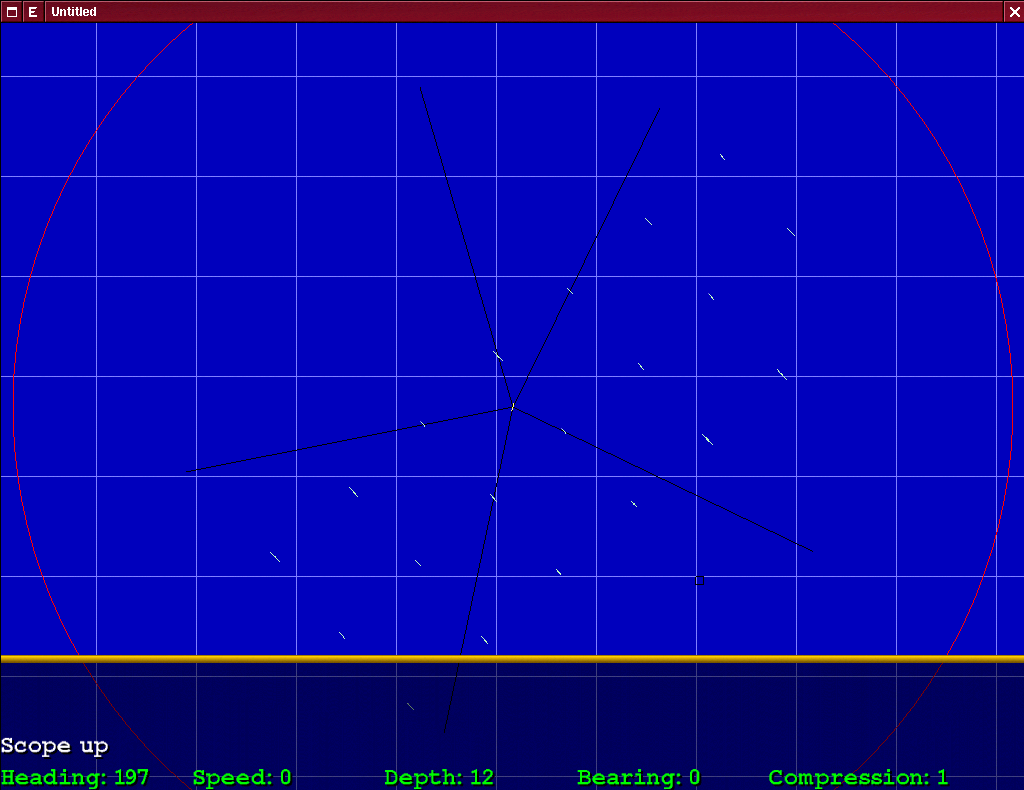 E Untitled
Scope up
Heading: 197 Speed: 0 Depth: 12 Bearing: 0 Compression: 1